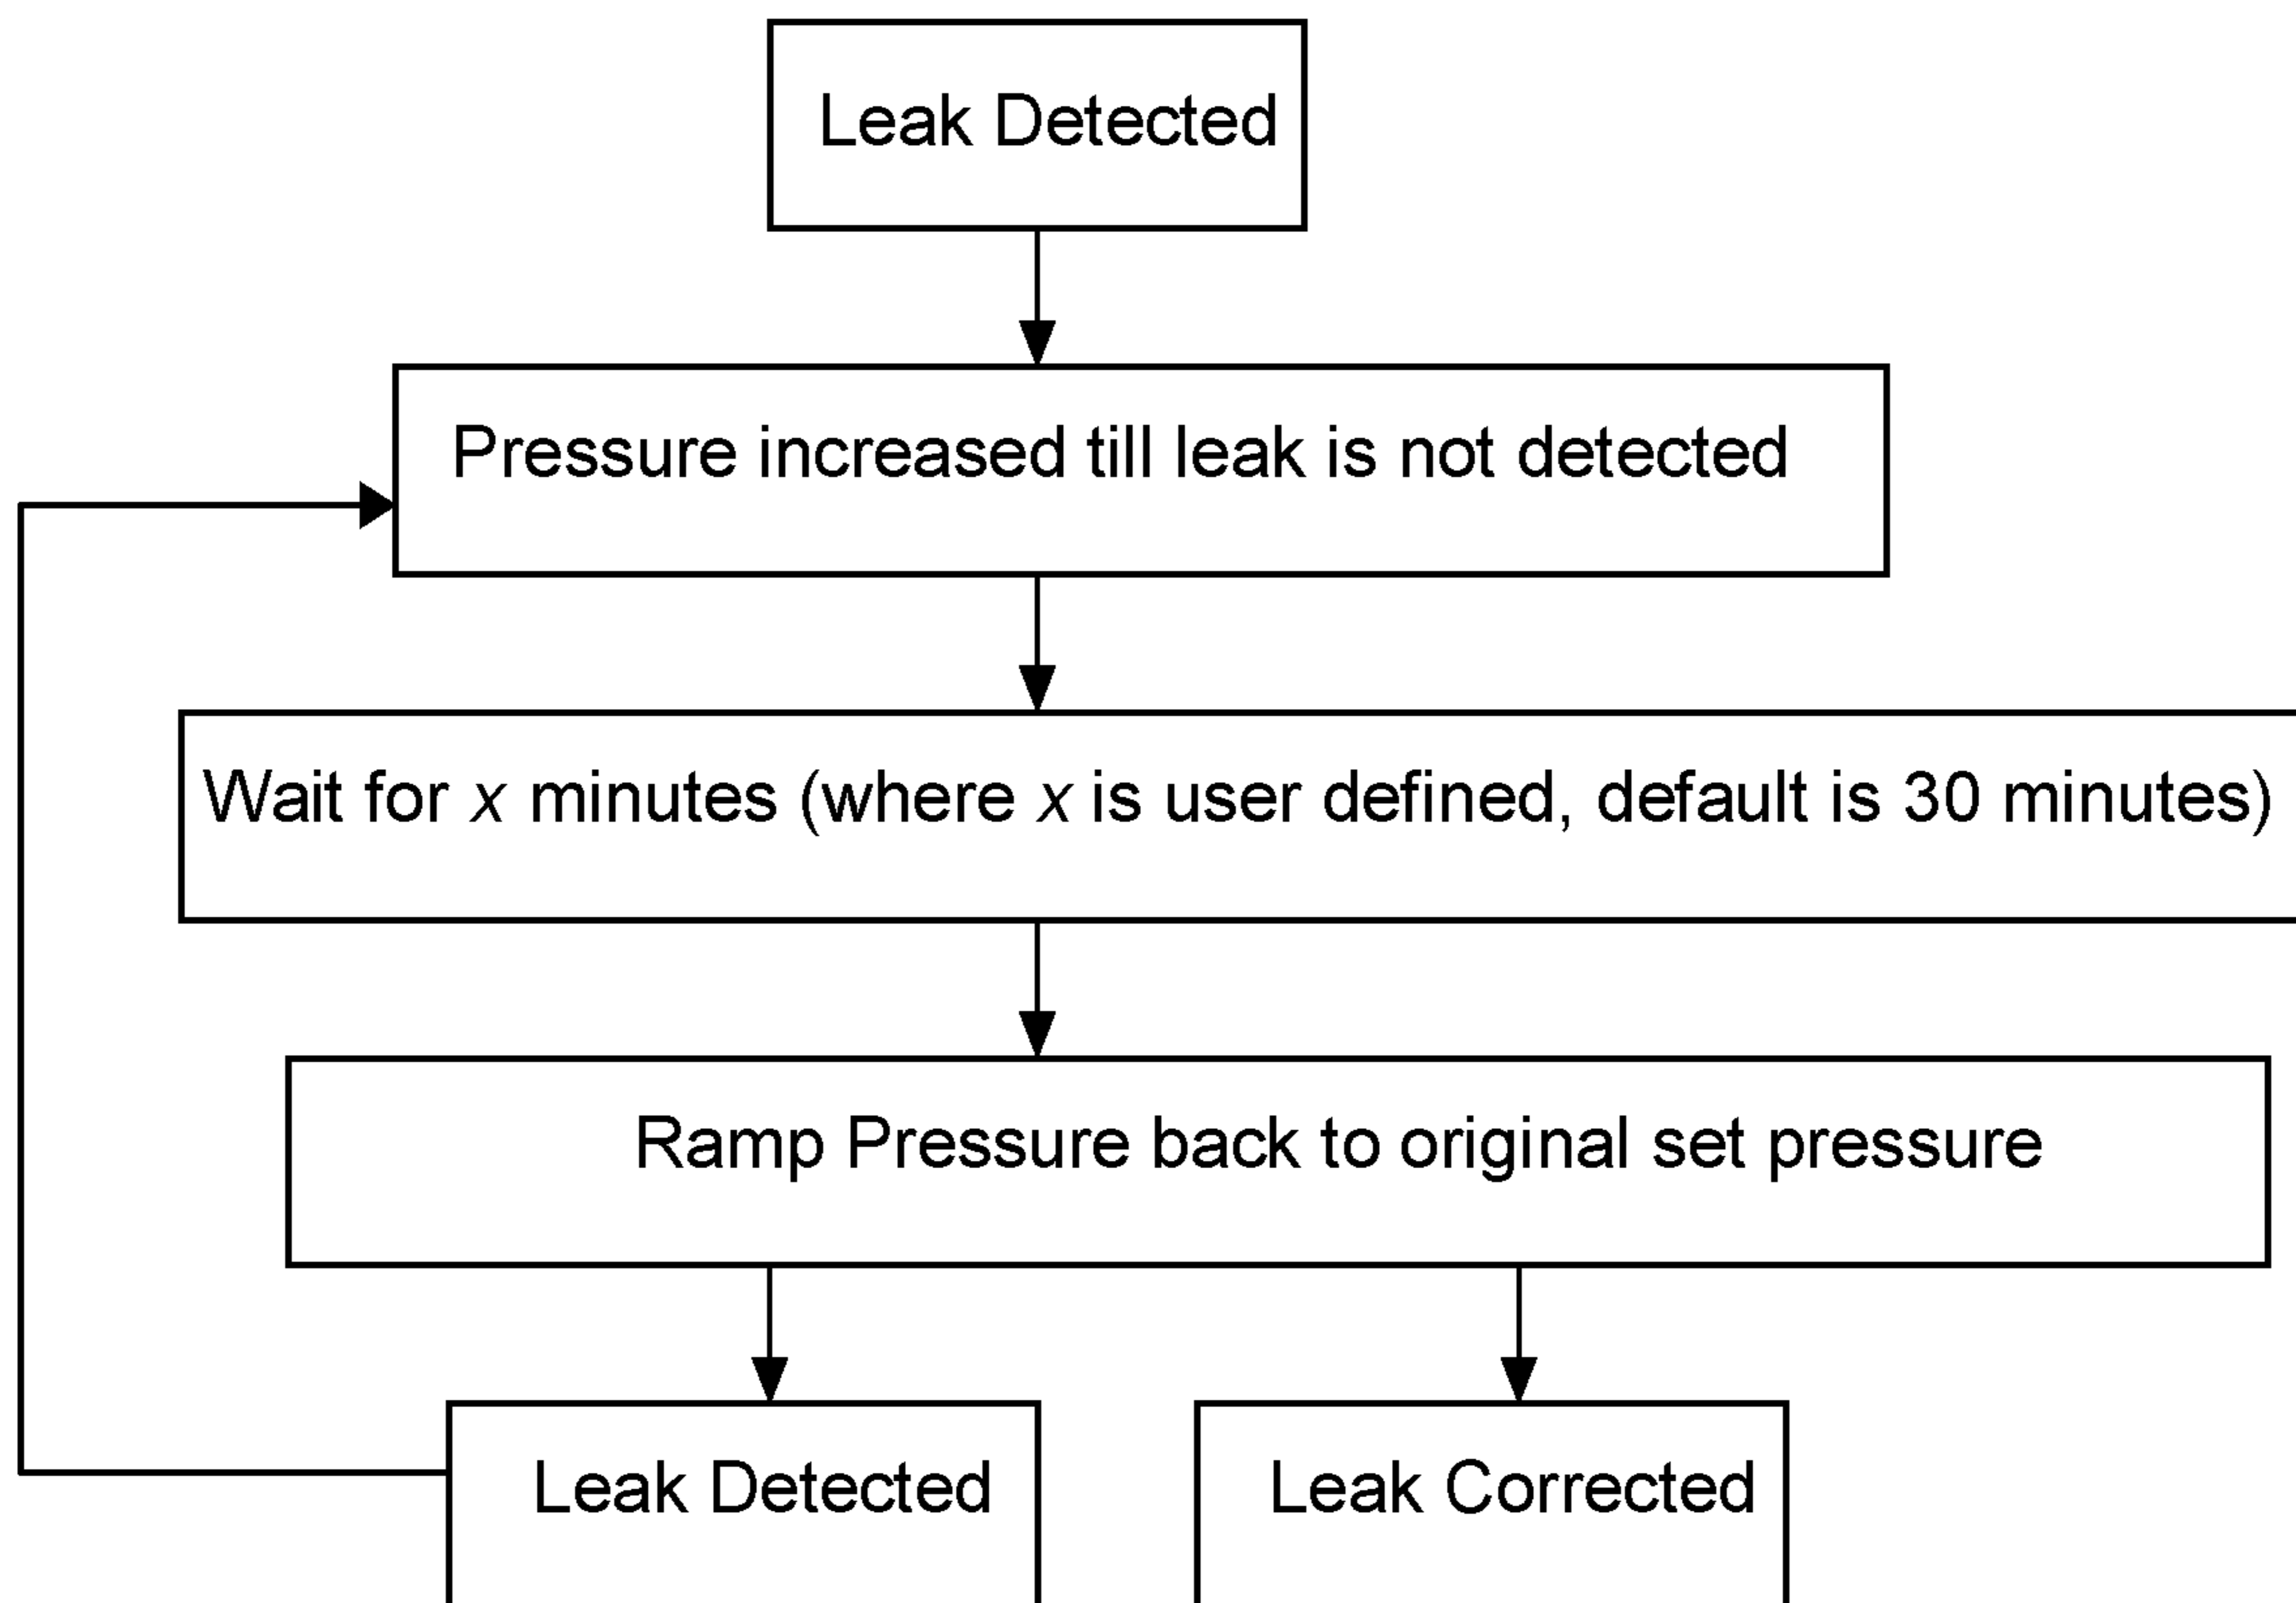 Leak Detected
Pressure increased till leak is not detected
Wait for x minutes (where x is user defined, default is 30 minutes)
Ramp Pressure back to original set pressure
Leak Detected
Leak Corrected